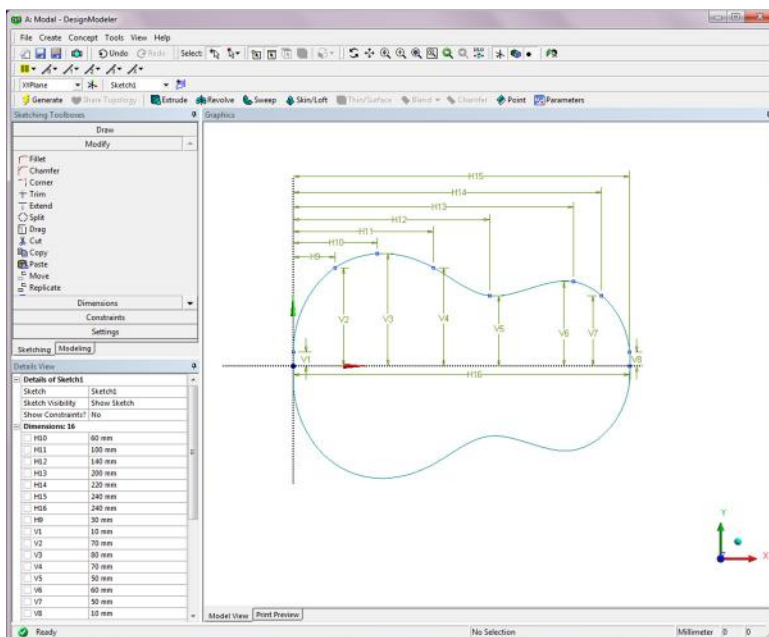 A: Modal - DesignModeler
File Create Concept Tools View Help
Undo Redo Select:
XYPlane Sketch1
Generate Share Topology Extrude Revolve Sweep Skin/Loft Thin/Surface Blend Chamfer Point Parameters
Sketching Toolboxes
Draw
Modify
Fillet
Chamfer
Corner
Trim
Extend
Split
Drag
Cut
Copy
Paste
Move
Replicate
Dimensions
Constraints
Settings
Sketching Modeling
Details View
Details of Sketch1
Sketch Sketch1
Sketch Visibility Show Sketch
Show Constraints? No
Dimensions: 16
H10 60 mm
H11 100 mm
H12 140 mm
H13 200 mm
H14 220 mm
H15 240 mm
H16 240 mm
H9 30 mm
V1 10 mm
V2 70 mm
V3 80 mm
V4 70 mm
V5 50 mm
V6 60 mm
V7 50 mm
V8 10 mm
Graphics
H15
H14
H13
H12
H11
H10
H9
V2 V3 V4 V5 V6 V7
V1 V8
H16
Y
X
Model View Print Preview
Ready No Selection Millimeter 0 0